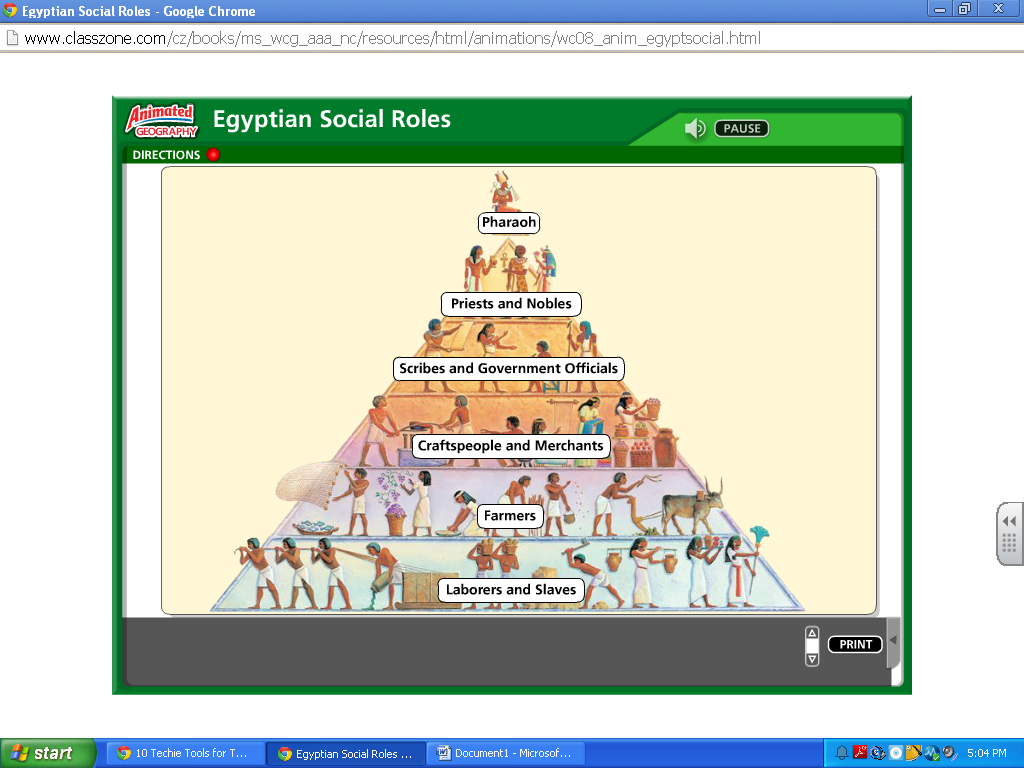 Egyptian Social Roles - Google Chrome
www.classzone.com/cz/books/ms_wcg_aaa_nc/resources/html/animations/wc08_anim_egyptsocial.html
Animated
GEOGRAPHY
Egyptian Social Roles
PAUSE
DIRECTIONS
Pharaoh
Priests and Nobles
Scribes and Government Officials
Craftspeople and Merchants
Farmers
Laborers and Slaves
PRINT
start
10 Techie Tools for T...
Egyptian Social Roles ...
Document1 - Microsof...
5:04 PM